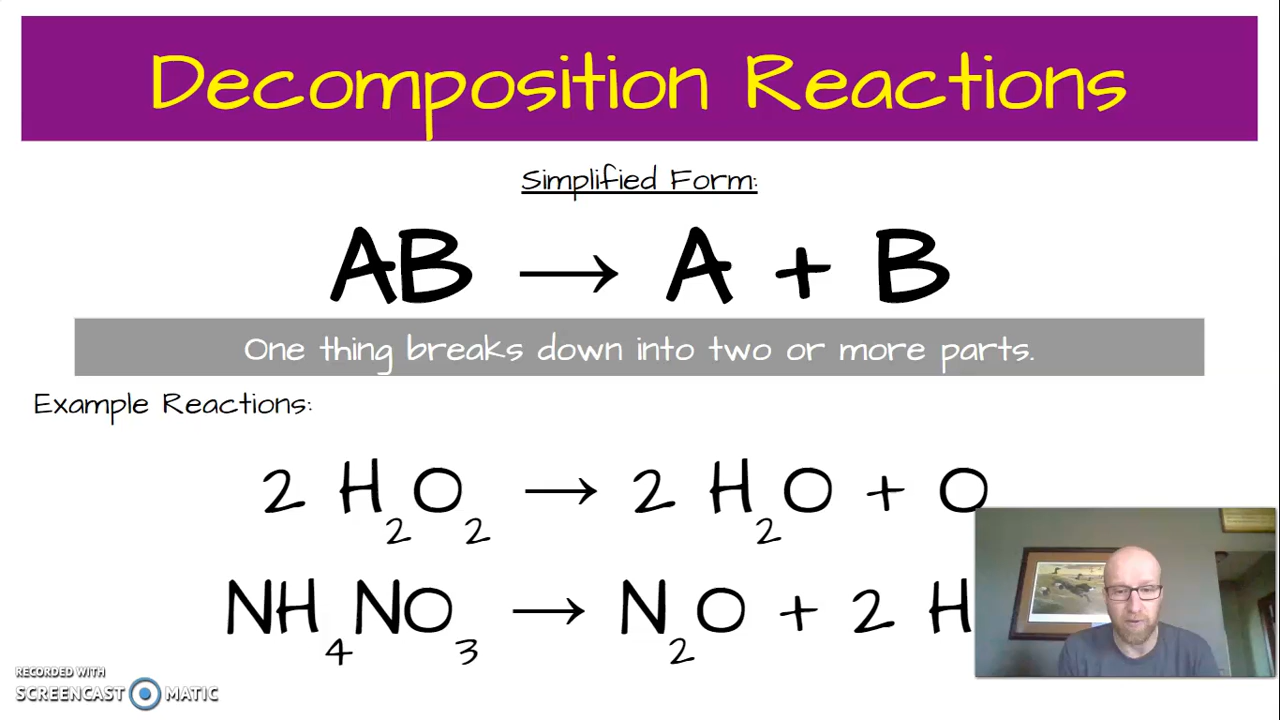 Decomposition Reactions
Simplified Form:
AB → A + B
One thing breaks down into two or more parts.
Example Reactions:
2 H₂O₂ → 2 H₂O + O
NH₄NO₃ → N₂O + 2 H
RECORDED WITH
SCREENCAST MATIC